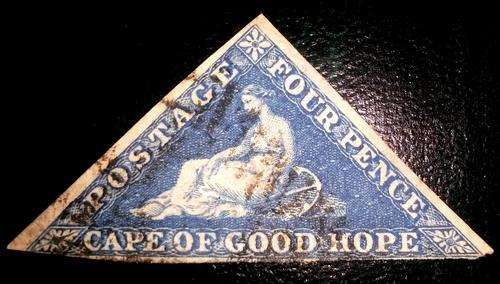 POSTAGE
FOUR PENCE
CAPE OF GOOD HOPE